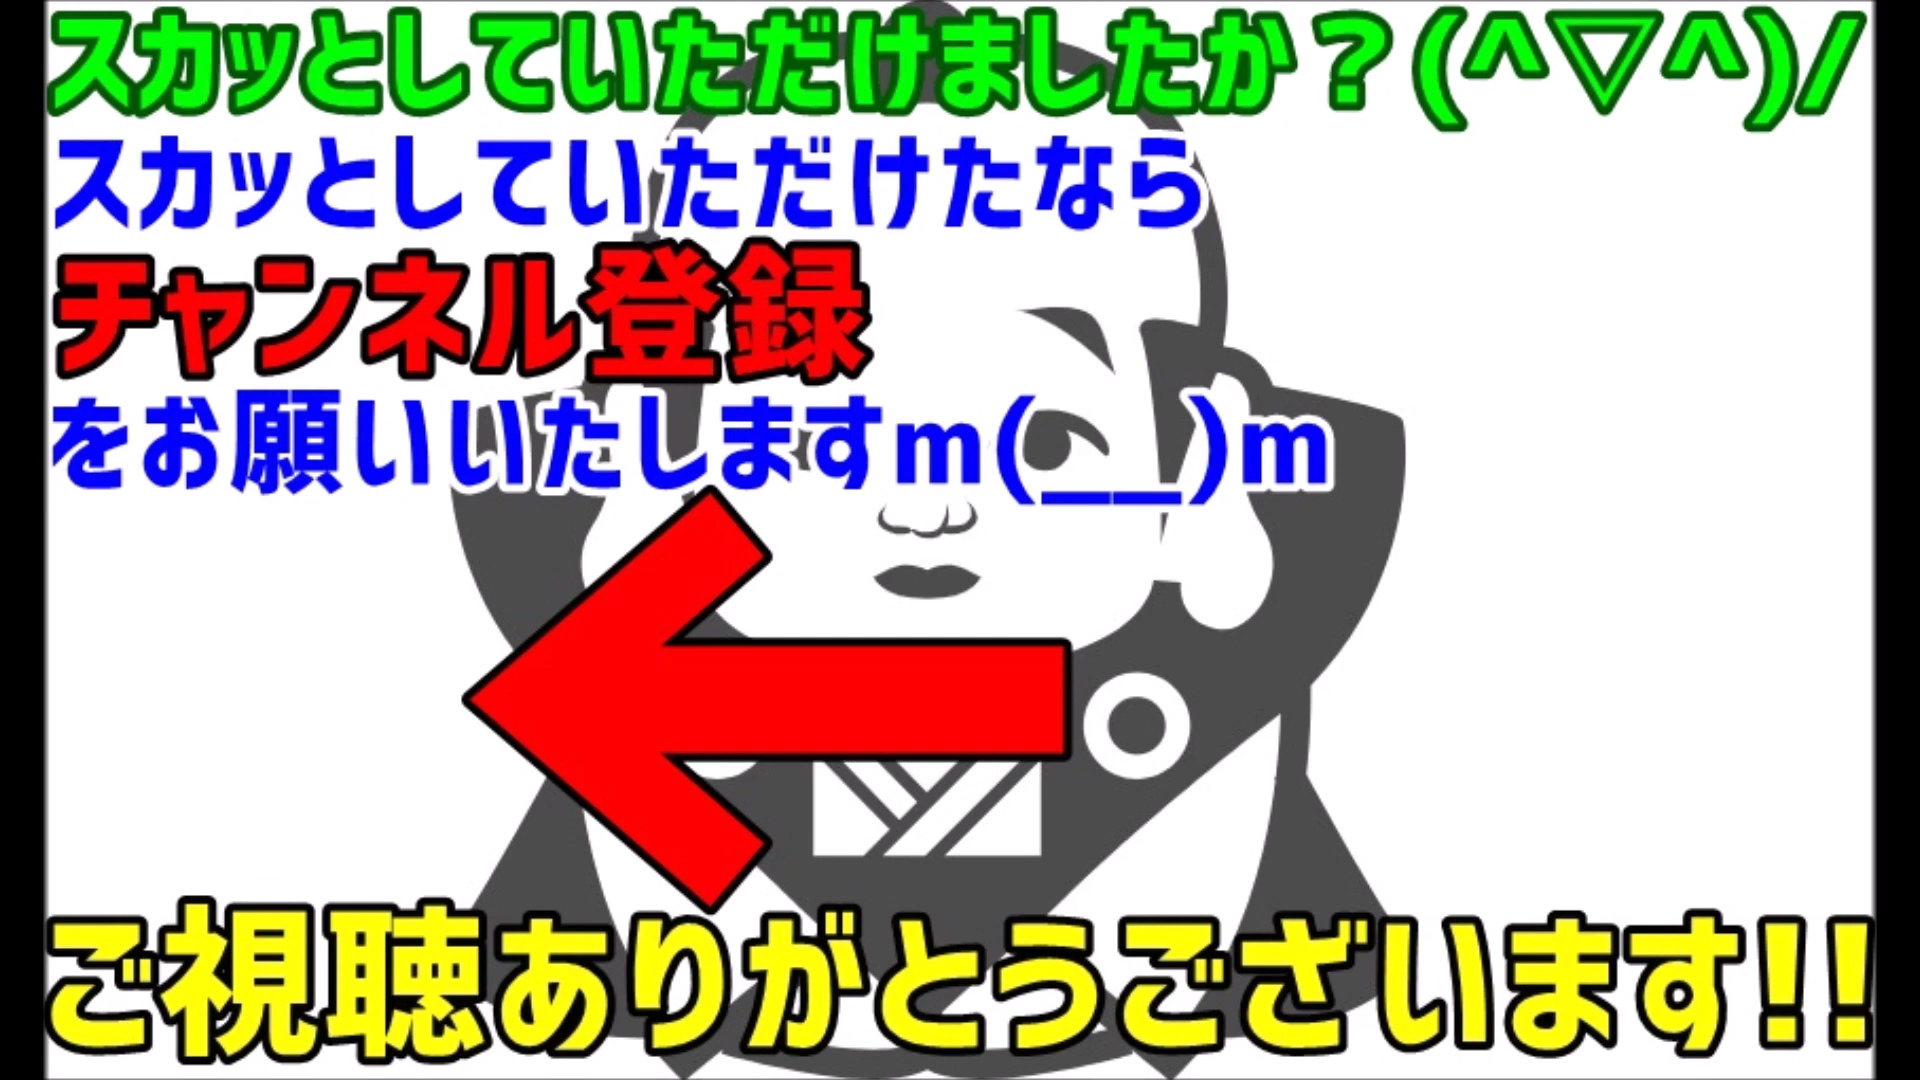 スカッとしていただけましたか？(^▽^)/
スカッとしていただけたなら
チャンネル登録
をお願いいたしますm(__)m
ご視聴ありがとうございます!!